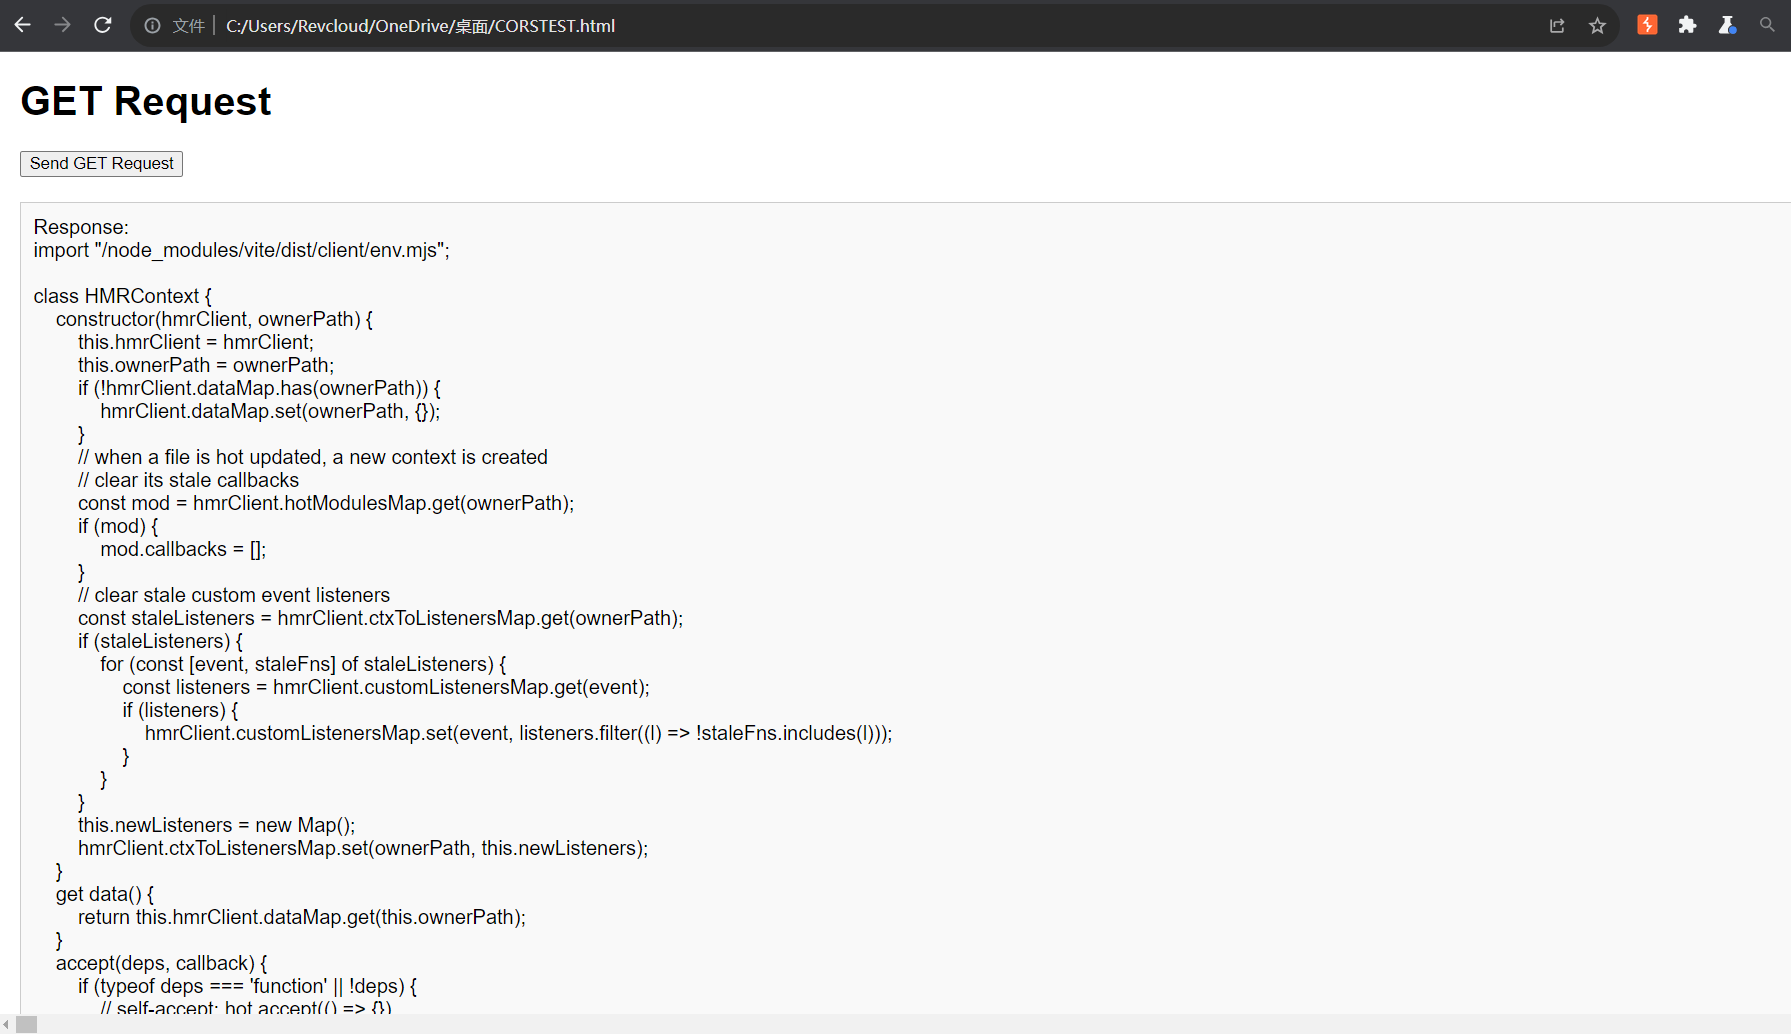 文件 C:/Users/Revcloud/OneDrive/桌面/CORSTEST.html
GET Request
Send GET Request
Response:
import "/node_modules/vite/dist/client/env.mjs";
class HMRContext {
constructor(hmrClient, ownerPath) {
this.hmrClient = hmrClient;
this.ownerPath = ownerPath;
if (!hmrClient.dataMap.has(ownerPath)) {
hmrClient.dataMap.set(ownerPath, {});
}
// when a file is hot updated, a new context is created
// clear its stale callbacks
const mod = hmrClient.hotModulesMap.get(ownerPath);
if (mod) {
mod.callbacks = [];
}
// clear stale custom event listeners
const staleListeners = hmrClient.ctxToListenersMap.get(ownerPath);
if (staleListeners) {
for (const [event, staleFns] of staleListeners) {
const listeners = hmrClient.customListenersMap.get(event);
if (listeners) {
hmrClient.customListenersMap.set(event, listeners.filter((l) => !staleFns.includes(l)));
}
}
}
this.newListeners = new Map();
hmrClient.ctxToListenersMap.set(ownerPath, this.newListeners);
}
get data() {
return this.hmrClient.dataMap.get(this.ownerPath);
}
accept(deps, callback) {
if (typeof deps === 'function' || !deps) {
// self-accept: hot.accept(() => {})